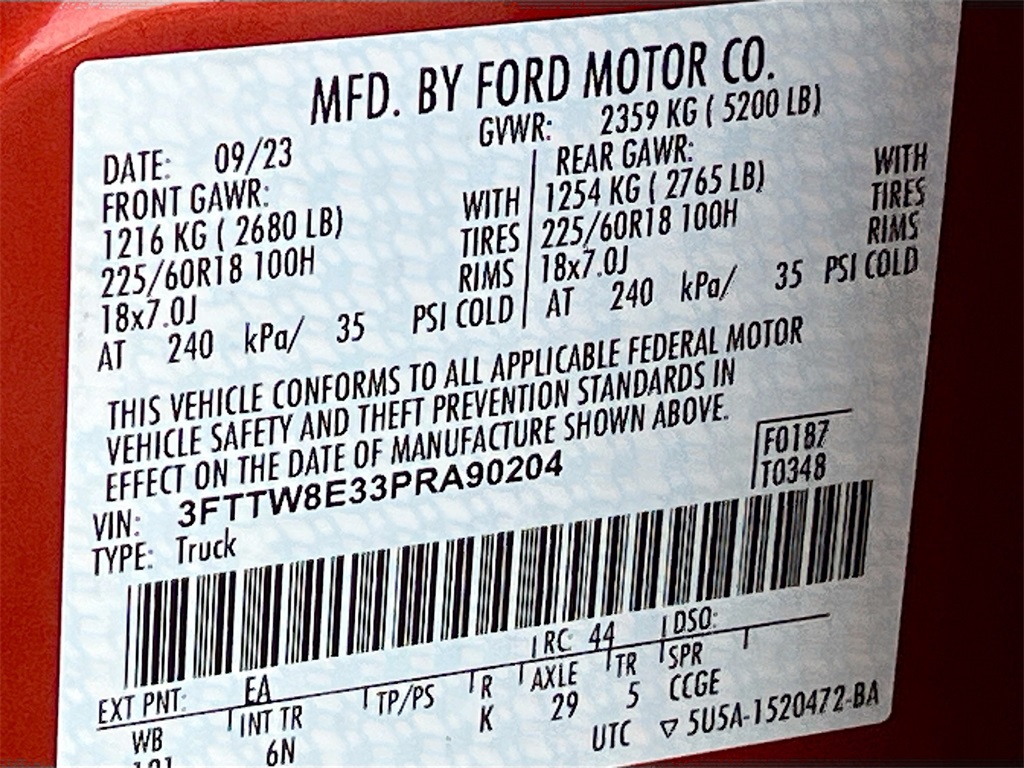 MFD. BY FORD MOTOR CO.
DATE: 09/23 GVWR: 2359 KG ( 5200 LB)
FRONT GAWR: REAR GAWR:
1216 KG ( 2680 LB) WITH 1254 KG ( 2765 LB) WITH
225/60R18 100H TIRES 225/60R18 100H TIRES
18x7.0J RIMS 18x7.0J RIMS
AT 240 kPa/ 35 PSI COLD AT 240 kPa/ 35 PSI COLD
THIS VEHICLE CONFORMS TO ALL APPLICABLE FEDERAL MOTOR
VEHICLE SAFETY AND THEFT PREVENTION STANDARDS IN
EFFECT ON THE DATE OF MANUFACTURE SHOWN ABOVE.
VIN: 3FTTW8E33PRA90204 F0187
TYPE: Truck T0348
EXT PNT: EA RC: 44 DSO:
WB INT TR TP/PS R AXLE TR SPR
6N K 29 5 CCGE
UTC ▽ 5U5A-1520472-BA